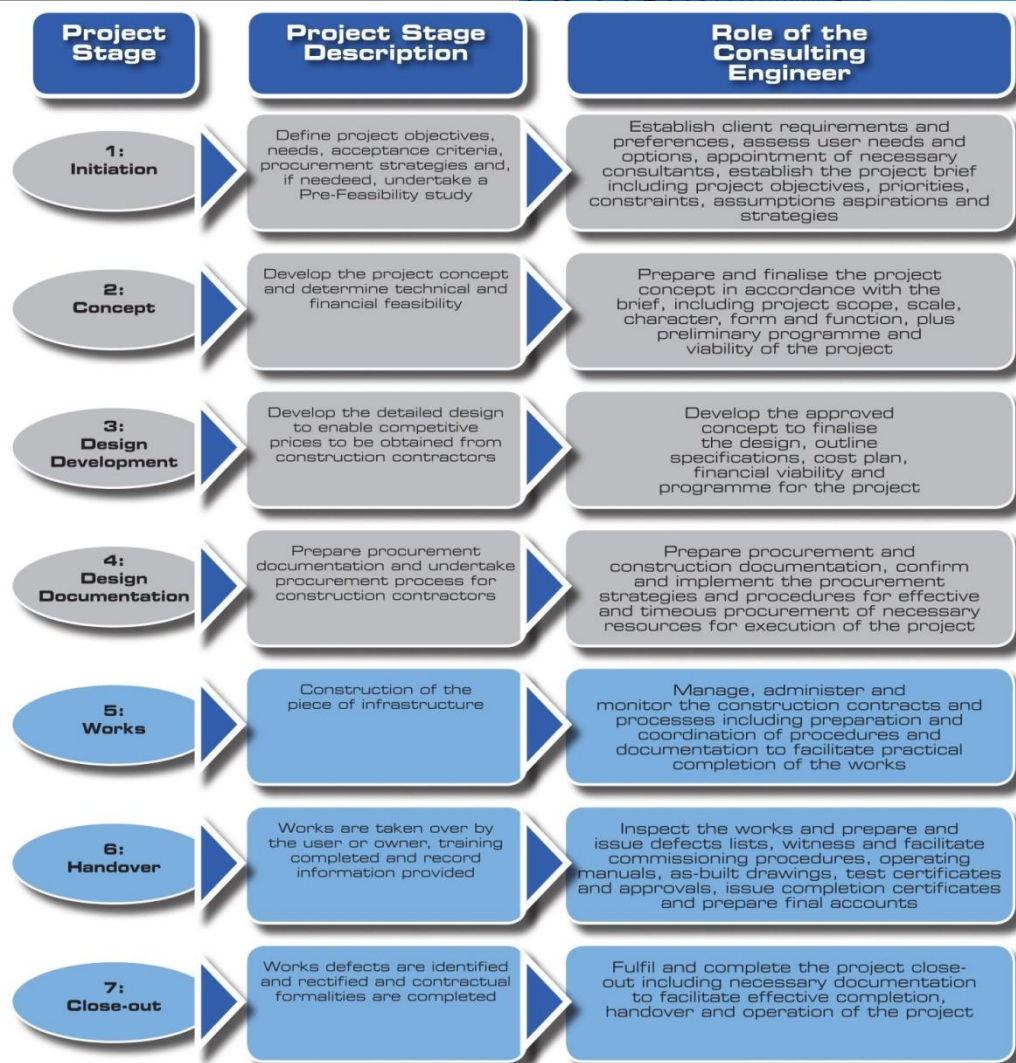 Project
Stage
Project Stage
Description
Role of the
Consulting
Engineer
1:
Initiation
Define project objectives,
needs, acceptance criteria,
procurement strategies and,
if needeed, undertake a
Pre-Feasibility study
Establish client requirements and
preferences, assess user needs and
options, appointment of necessary
consultants, establish the project brief
including project objectives, priorities,
constraints, assumptions aspirations and
strategies
2:
Concept
Develop the project concept
and determine technical and
financial feasibility
Prepare and finalise the project
concept in accordance with the
brief, including project scope, scale,
character, form and function, plus
preliminary programme and
viability of the project
3:
Design
Development
Develop the detailed design
to enable competitive
prices to be obtained from
construction contractors
Develop the approved
concept to finalise
the design, outline
specifications, cost plan,
financial viability and
programme for the project
4:
Design
Documentation
Prepare procurement
documentation and undertake
procurement process for
construction contractors
Prepare procurement and
construction documentation, confirm
and implement the procurement
strategies and procedures for effective
and timeous procurement of necessary
resources for execution of the project
5:
Works
Construction of the
piece of infrastructure
Manage, administer and
monitor the construction contracts and
processes including preparation and
coordination of procedures and
documentation to facilitate practical
completion of the works
6:
Handover
Works are taken over by
the user or owner, training
completed and record
information provided
Inspect the works and prepare and
issue defects lists, witness and facilitate
commissioning procedures, operating
manuals, as-built drawings, test certificates
and approvals, issue completion certificates
and prepare final accounts
7:
Close-out
Works defects are identified
and rectified and contractual
formalities are completed
Fulfil and complete the project close-
out including necessary documentation
to facilitate effective completion,
handover and operation of the project